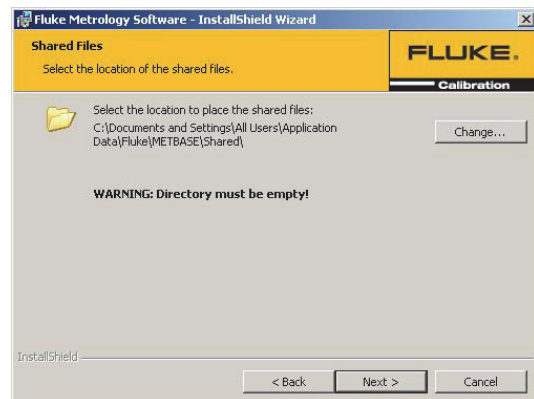 Fluke Metrology Software - InstallShield Wizard
Shared Files
Select the location of the shared files.
FLUKE®
Calibration
Select the location to place the shared files:
C:\Documents and Settings\All Users\Application
Data\Fluke\METBASE\Shared\
Change...
WARNING: Directory must be empty!
InstallShield
< Back
Next >
Cancel